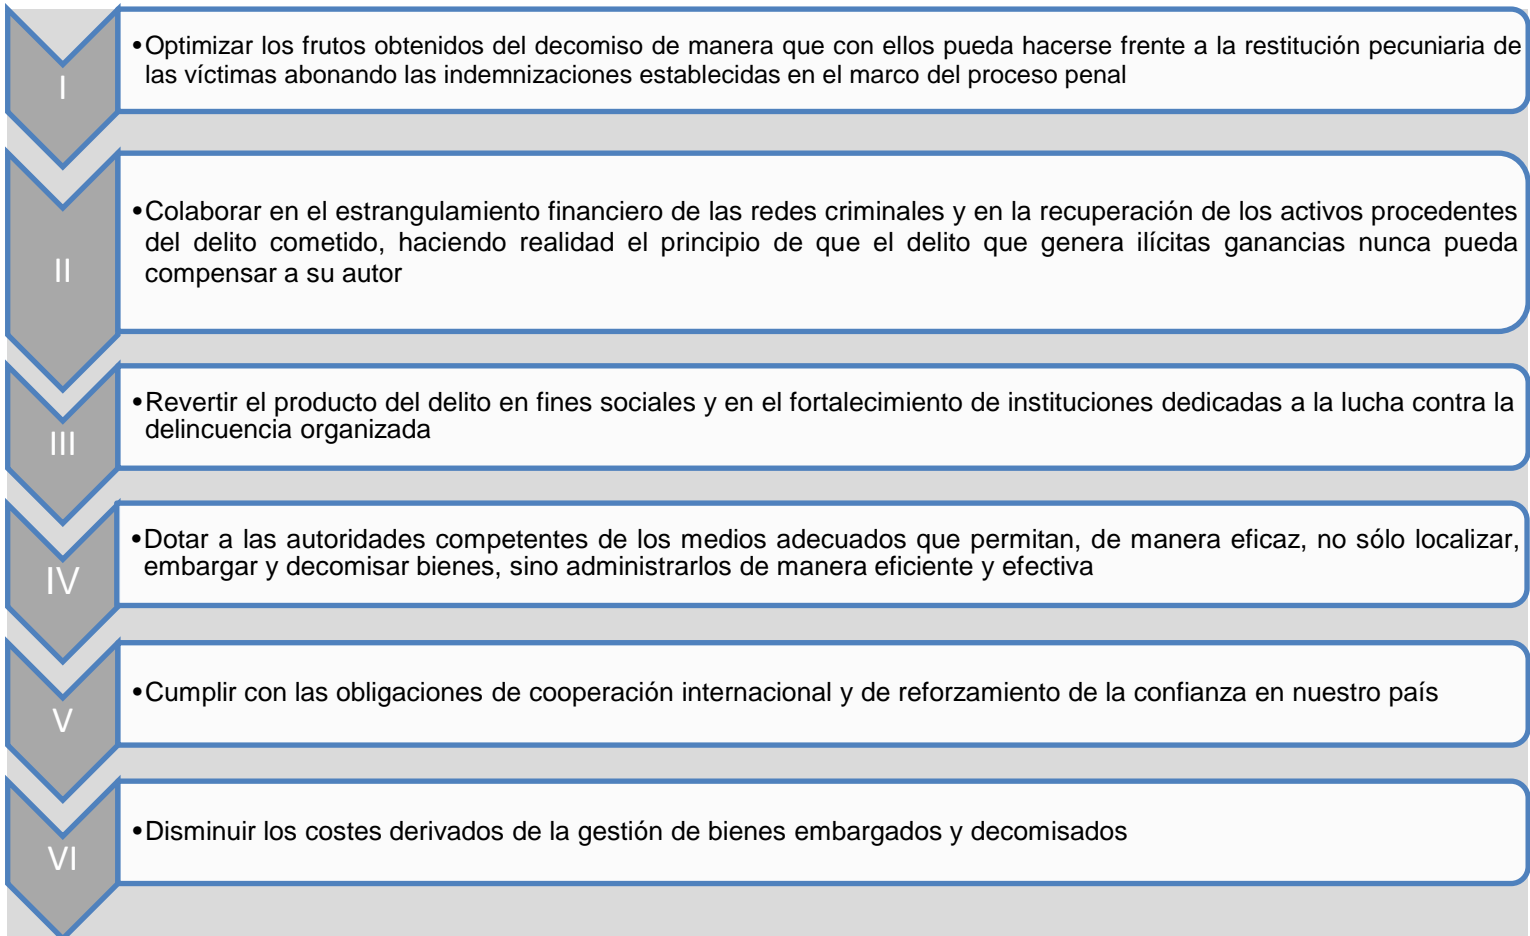 I
•Optimizar los frutos obtenidos del decomiso de manera que con ellos pueda hacerse frente a la restitución pecuniaria de
las víctimas abonando las indemnizaciones establecidas en el marco del proceso penal
II
•Colaborar en el estrangulamiento financiero de las redes criminales y en la recuperación de los activos procedentes
del delito cometido, haciendo realidad el principio de que el delito que genera ilícitas ganancias nunca pueda
compensar a su autor
III
•Revertir el producto del delito en fines sociales y en el fortalecimiento de instituciones dedicadas a la lucha contra la
delincuencia organizada
IV
•Dotar a las autoridades competentes de los medios adecuados que permitan, de manera eficaz, no sólo localizar,
embargar y decomisar bienes, sino administrarlos de manera eficiente y efectiva
V
•Cumplir con las obligaciones de cooperación internacional y de reforzamiento de la confianza en nuestro país
VI
•Disminuir los costes derivados de la gestión de bienes embargados y decomisados